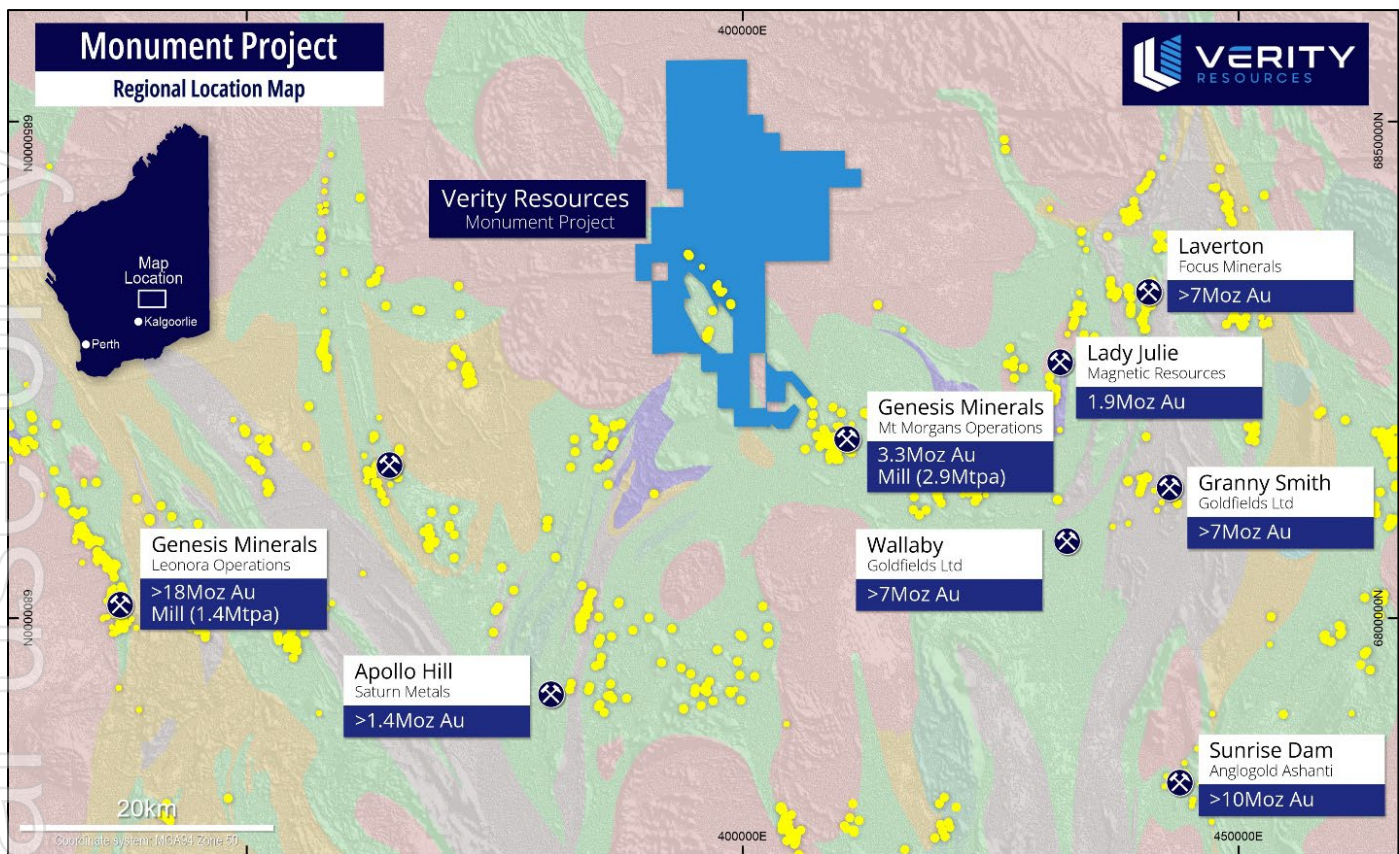 Monument Project
Regional Location Map
VERITY
RESOURCES
400000E
6850000N
6850000N
Map
Location
Kalgoorlie
Perth
Verity Resources
Monument Project
Laverton
Focus Minerals
>7Moz Au
Lady Julie
Magnetic Resources
1.9Moz Au
Genesis Minerals
Mt Morgans Operations
3.3Moz Au
Mill (2.9Mtpa)
Granny Smith
Goldfields Ltd
>7Moz Au
Wallaby
Goldfields Ltd
>7Moz Au
Genesis Minerals
Leonora Operations
>18Moz Au
Mill (1.4Mtpa)
6800000N
6800000N
Apollo Hill
Saturn Metals
>1.4Moz Au
Sunrise Dam
Anglogold Ashanti
>10Moz Au
20km
Coordinate system: MGA94 Zone
400000E
450000E